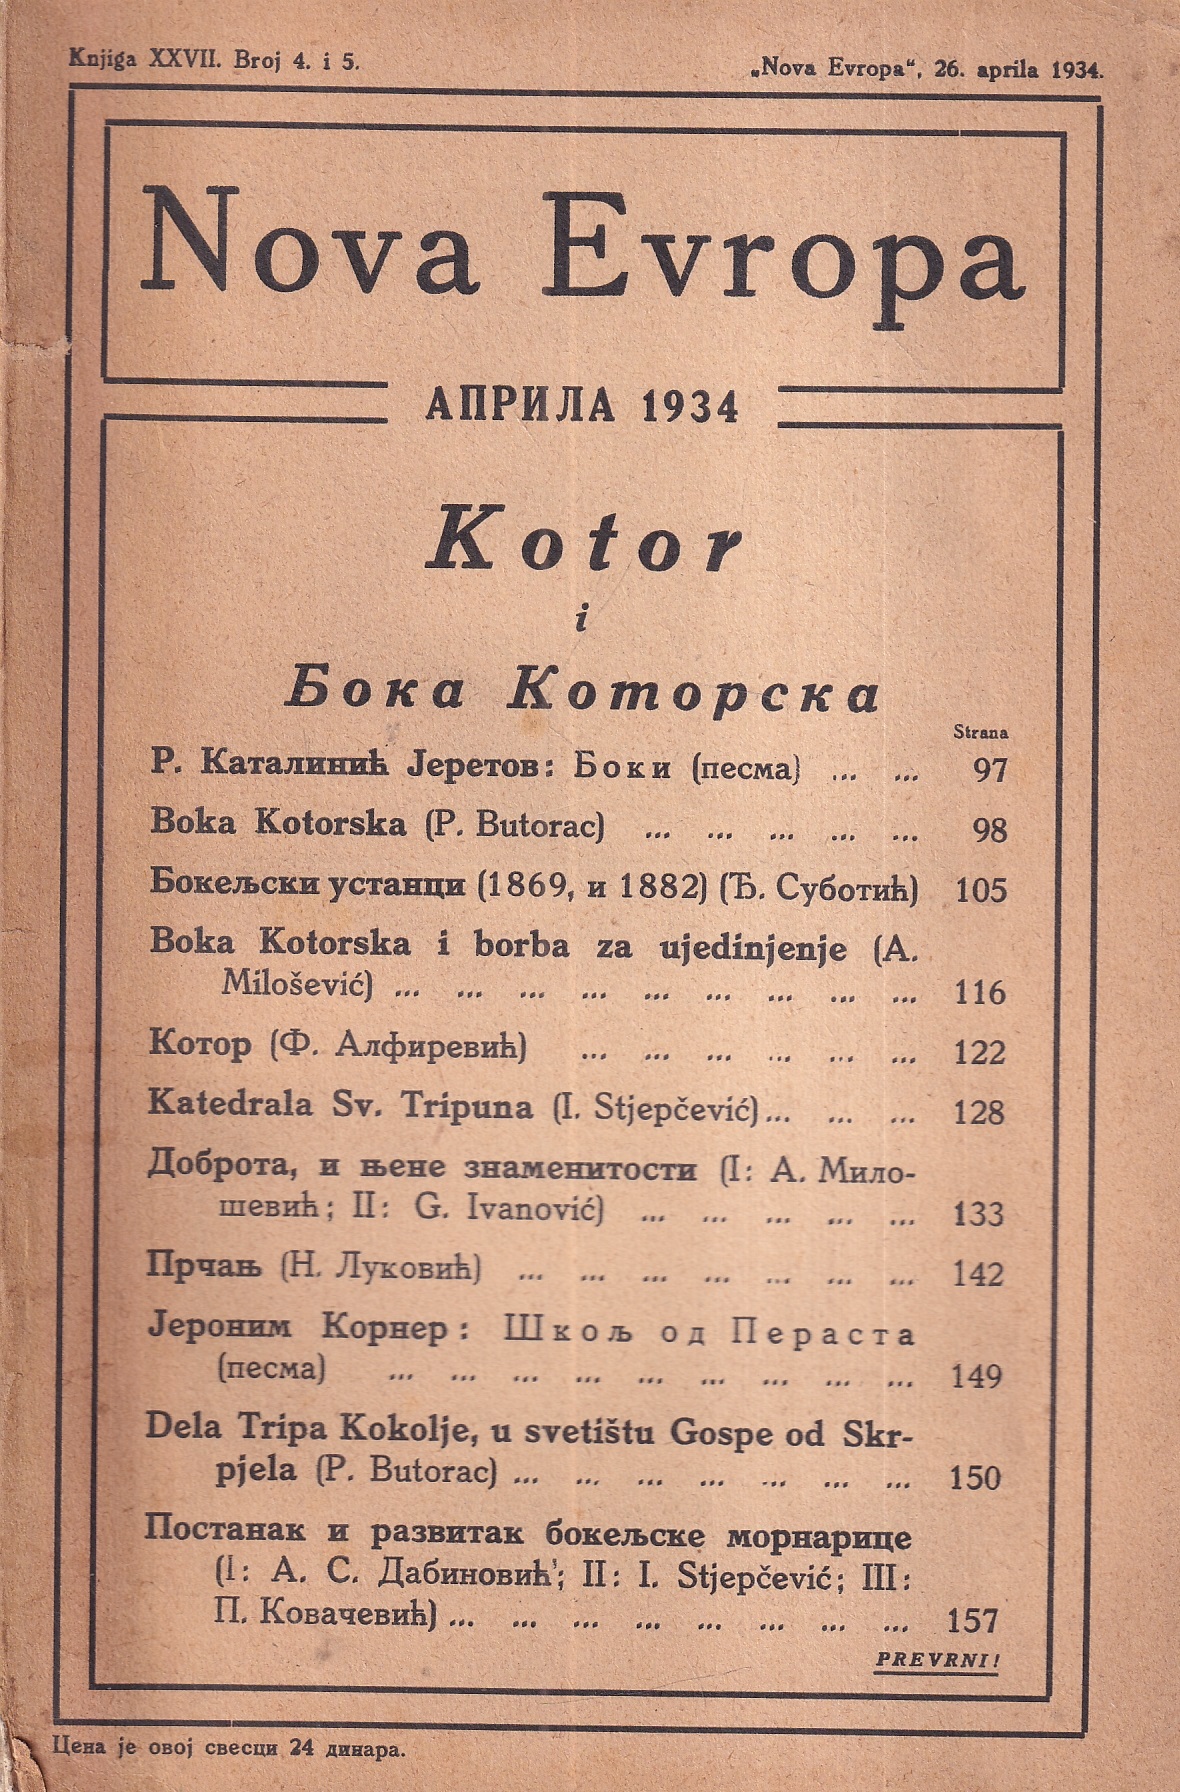 Knjiga XXVII. Broj 4. i 5.
„Nova Evropa“, 26. aprila 1934.
Nova Evropa
АПРИЛА 1934
Kotor
i
Бока Которска
Strana
Р. Каталинић Јеретов: Боки (песма) ... ... 97
Boka Kotorska (P. Butorac) ... ... ... ... ... 98
Бокељски устанци (1869, и 1882) (Ђ. Суботић) 105
Boka Kotorska i borba za ujedinjenje (A.
Milošević) ... ... ... ... ... ... ... ... ... 116
Котор (Ф. Алфиревић) ... ... ... ... ... ... 122
Katedrala Sv. Tripuna (I. Stjepčević)... ... ... 128
Доброта, и њене знаменитости (I: А. Мило-
шевић; II: G. Ivanović) ... ... ... ... ... 133
Прчањ (Н. Луковић) ... ... ... ... ... ... ... 142
Јероним Корнер: Шкољ од Пераста
(песма) ... ... ... ... ... ... ... ... ... 149
Dela Tripa Kokolje, u svetištu Gospe od Skr-
pjela (P. Butorac) ... ... ... ... ... ... ... 150
Постанак и развитак бокељске морнарице
(I: А. С. Дабиновић; II: I. Stjepčević; III:
П. Ковачевић) ... ... ... ... ... ... ... ... 157
PREVRNI!
Цена је овој свесци 24 динара.